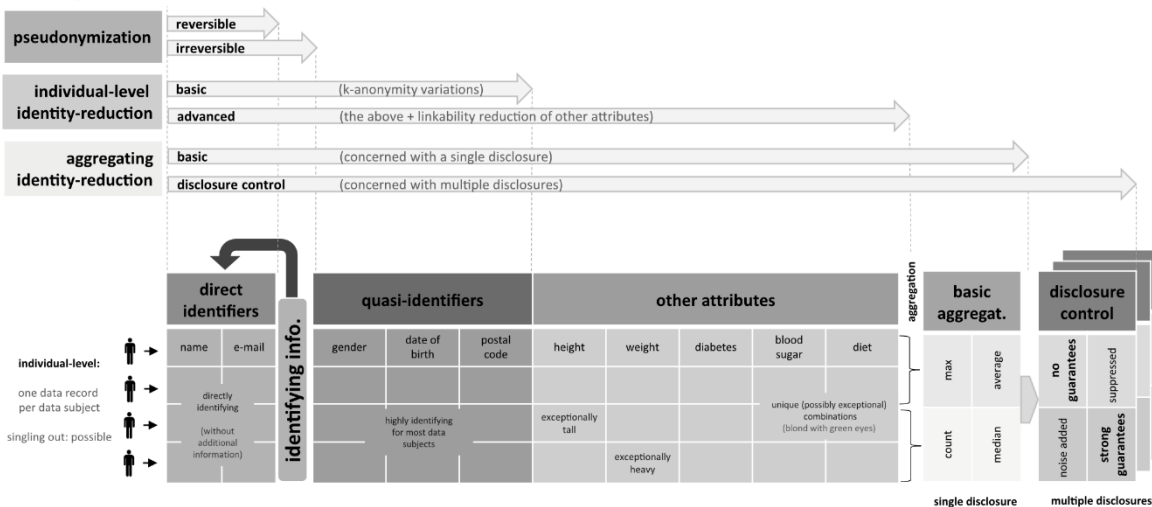 pseudonymization
reversible
irreversible
individual-level
identity-reduction
basic (k-anonymity variations)
advanced (the above + linkability reduction of other attributes)
aggregating
identity-reduction
basic (concerned with a single disclosure)
disclosure control (concerned with multiple disclosures)
direct
identifiers
identifying info.
quasi-identifiers
other attributes
aggregation
basic
aggregat.
disclosure
control
individual-level:
one data record
per data subject
singling out: possible
name e-mail
gender
date of
birth
postal
code
height weight diabetes
blood
sugar
diet
directly
identifying
(without
additional
information)
highly identifying
for most data
subjects
exceptionally
tall
exceptionally
heavy
unique (possibly exceptional)
combinations
(blond with green eyes)
max average
count median
no
guarantees
suppressed
noise added
strong
guarantees
single disclosure
multiple disclosures